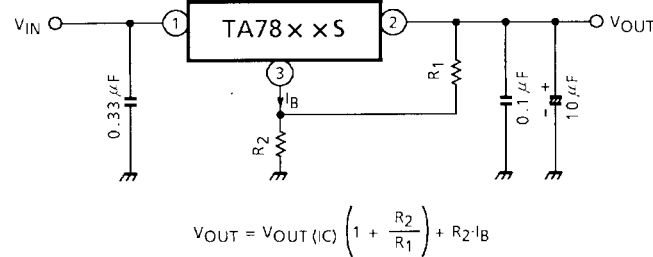 VIN
1
TA78××S
2
VOUT
3
IB
R1
R2
0.33 μF
0.1 μF
+
-
10 μF
VOUT = VOUT (IC) (1 + R2/R1) + R2·IB